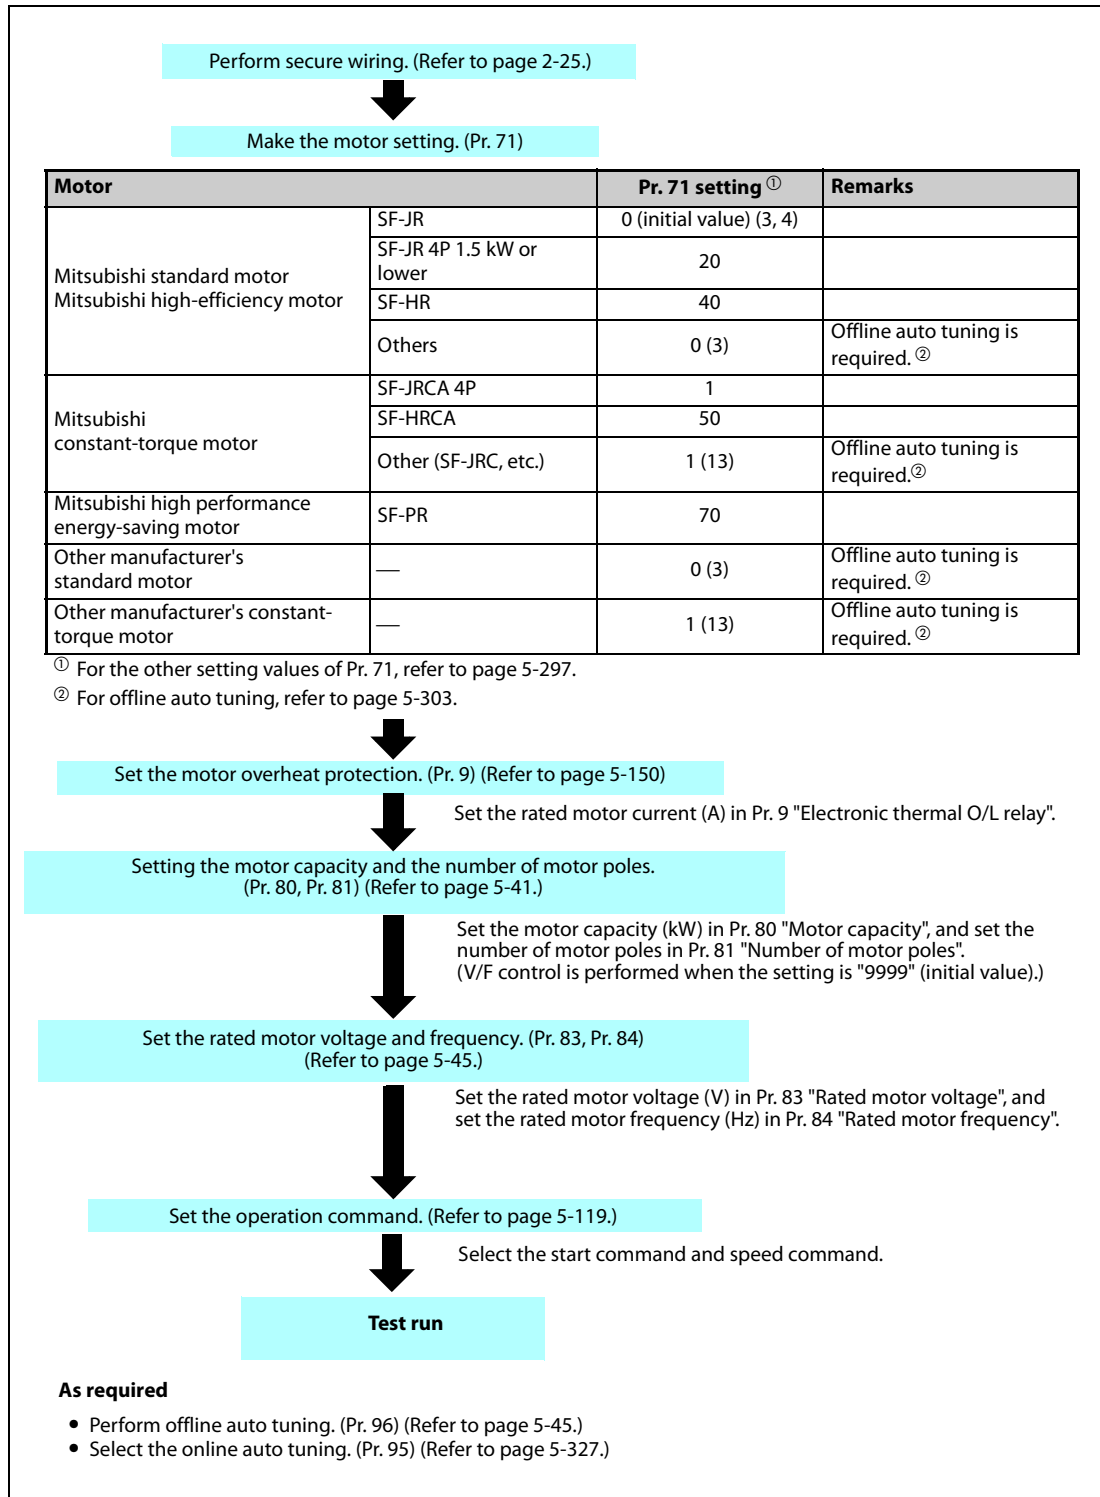 Perform secure wiring. (Refer to page 2-25.)
Make the motor setting. (Pr. 71)
Motor Pr. 71 setting ① Remarks
Mitsubishi standard motor
Mitsubishi high-efficiency motor
SF-JR 0 (initial value) (3, 4)
SF-JR 4P 1.5 kW or
lower
20
SF-HR 40
Others 0 (3) Offline auto tuning is
required. ②
Mitsubishi
constant-torque motor
SF-JRCA 4P 1
SF-HRCA 50
Other (SF-JRC, etc.) 1 (13) Offline auto tuning is
required.②
Mitsubishi high performance
energy-saving motor
SF-PR 70
Other manufacturer's
standard motor
— 0 (3) Offline auto tuning is
required. ②
Other manufacturer's constant-
torque motor
— 1 (13) Offline auto tuning is
required. ②
① For the other setting values of Pr. 71, refer to page 5-297.
② For offline auto tuning, refer to page 5-303.
Set the motor overheat protection. (Pr. 9) (Refer to page 5-150)
Set the rated motor current (A) in Pr. 9 "Electronic thermal O/L relay".
Setting the motor capacity and the number of motor poles.
(Pr. 80, Pr. 81) (Refer to page 5-41.)
Set the motor capacity (kW) in Pr. 80 "Motor capacity", and set the
number of motor poles in Pr. 81 "Number of motor poles".
(V/F control is performed when the setting is "9999" (initial value).)
Set the rated motor voltage and frequency. (Pr. 83, Pr. 84)
(Refer to page 5-45.)
Set the rated motor voltage (V) in Pr. 83 "Rated motor voltage", and
set the rated motor frequency (Hz) in Pr. 84 "Rated motor frequency".
Set the operation command. (Refer to page 5-119.)
Select the start command and speed command.
Test run
As required
• Perform offline auto tuning. (Pr. 96) (Refer to page 5-45.)
• Select the online auto tuning. (Pr. 95) (Refer to page 5-327.)